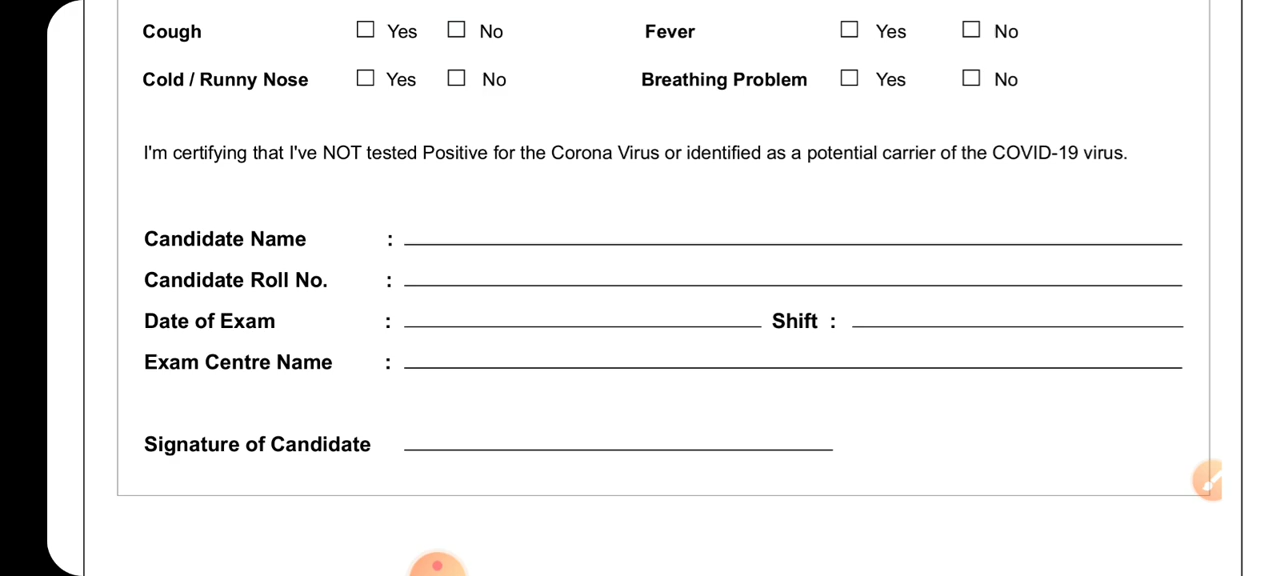 Cough ☐ Yes ☐ No Fever ☐ Yes ☐ No
Cold / Runny Nose ☐ Yes ☐ No Breathing Problem ☐ Yes ☐ No
I'm certifying that I've NOT tested Positive for the Corona Virus or identified as a potential carrier of the COVID-19 virus.
Candidate Name :
Candidate Roll No. :
Date of Exam : Shift :
Exam Centre Name :
Signature of Candidate